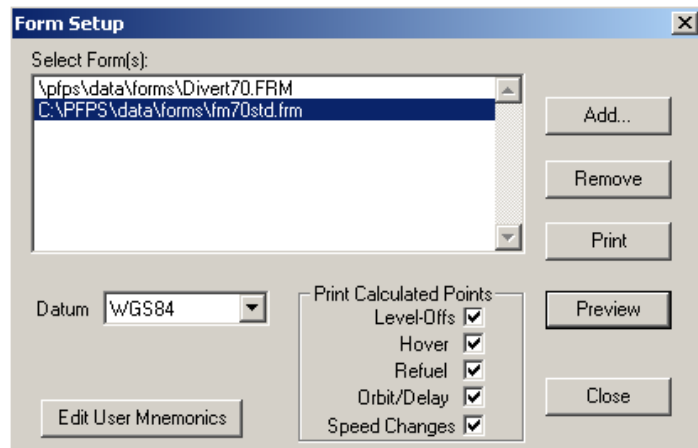 Form Setup
Select Form(s):
\pfps\data\forms\Divert70.FRM
C:\PFPS\data\forms\fm70std.frm
Add...
Remove
Print
Datum WGS84
Print Calculated Points
Level-Offs
Hover
Refuel
Orbit/Delay
Speed Changes
Preview
Close
Edit User Mnemonics